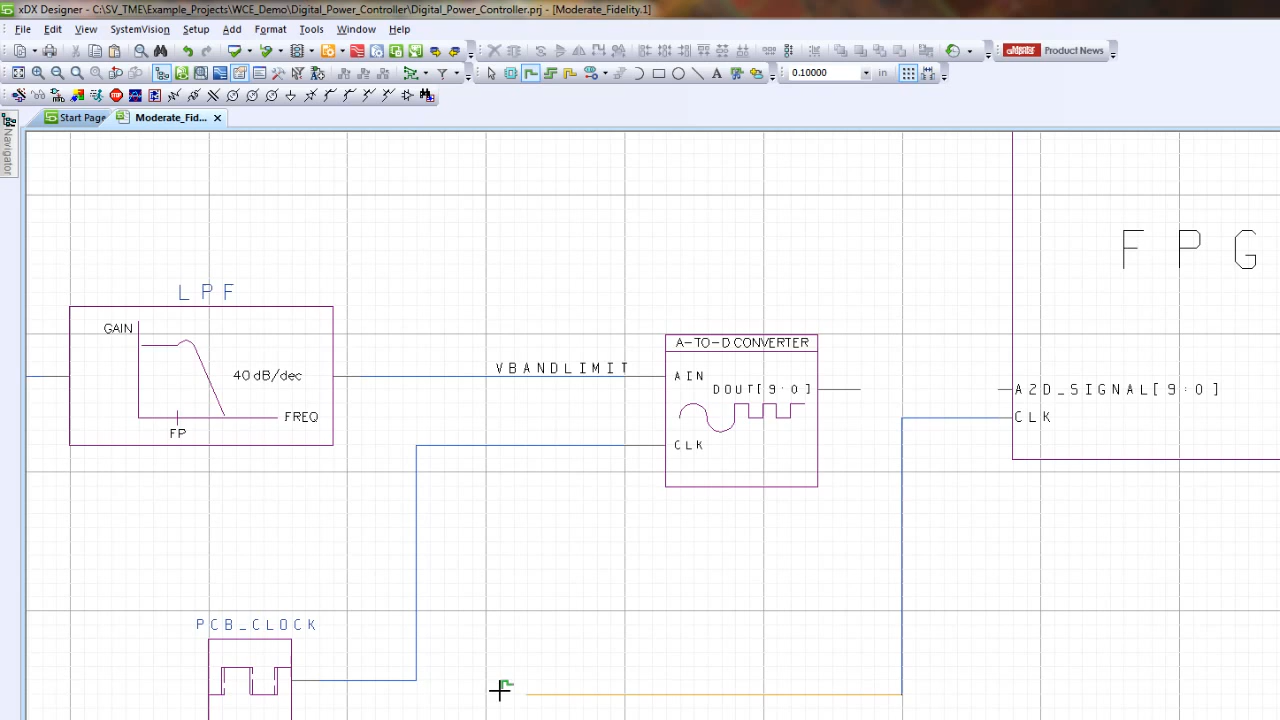 xDX Designer - C:\SV_TME\Example_Projects\WCE_Demo\Digital_Power_Controller\Digital_Power_Controller.prj - [Moderate_Fidelity.1]
File Edit View SystemVision Setup Add Format Tools Window Help
Mentor Product News
0.10000 in
Start Page Moderate_Fid...
Navigator
F P G
L P F
GAIN
40 dB/dec
FREQ
FP
VBANDLIMIT
A-TO-D CONVERTER
AIN
DOUT[9:0]
CLK
A2D_SIGNAL[9:0]
CLK
PCB_CLOCK